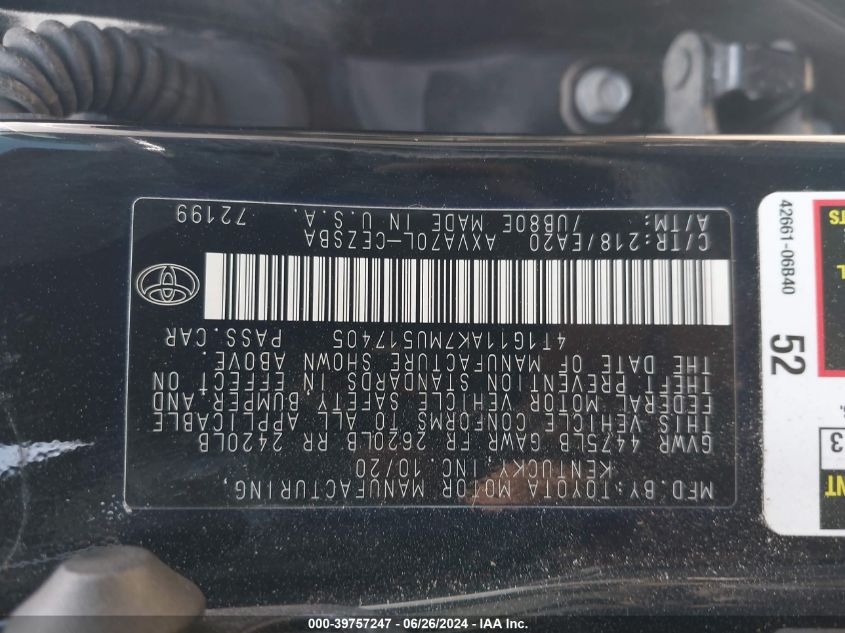 MFD.BY:TOYOTA MOTOR MANUFACTURING,
KENTUCKY INC 10/20
GVWR 4475LB GAWR FR 2620LB RR 2420LB
THIS VEHICLE CONFORMS TO ALL APPLICABLE
FEDERAL MOTOR VEHICLE SAFETY, BUMPER AND
THEFT PREVENTION STANDARDS IN EFFECT ON
THE DATE OF MANUFACTURE SHOWN ABOVE.
4T1G11AK7MU517405 PASS.CAR
C/TR:218/EA20 AXVA70L-CEZSBA
A/TM: /UB80E MADE IN U.S.A. 72199
42661-06B40
52
3
000-39757247 - 06/26/2024 - IAA, Inc.